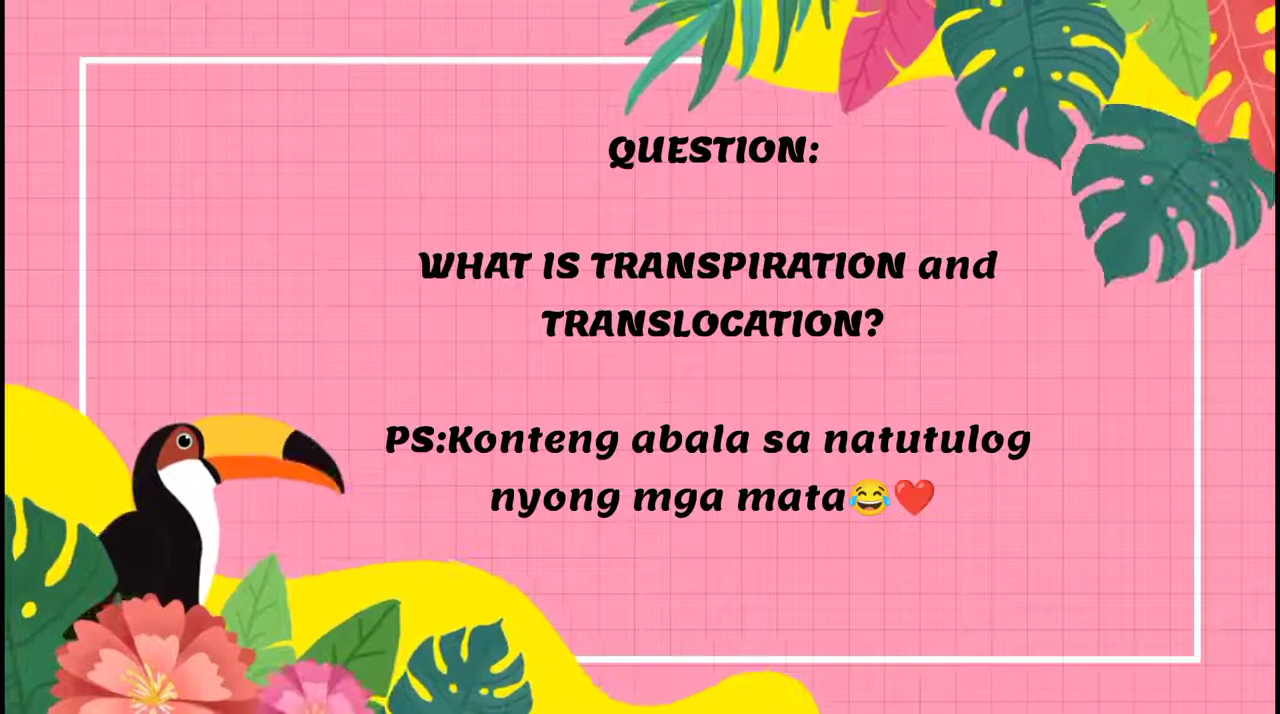 QUESTION:
WHAT IS TRANSPIRATION and
TRANSLOCATION?
PS:Konteng abala sa natutulog
nyong mga mata😂❤️